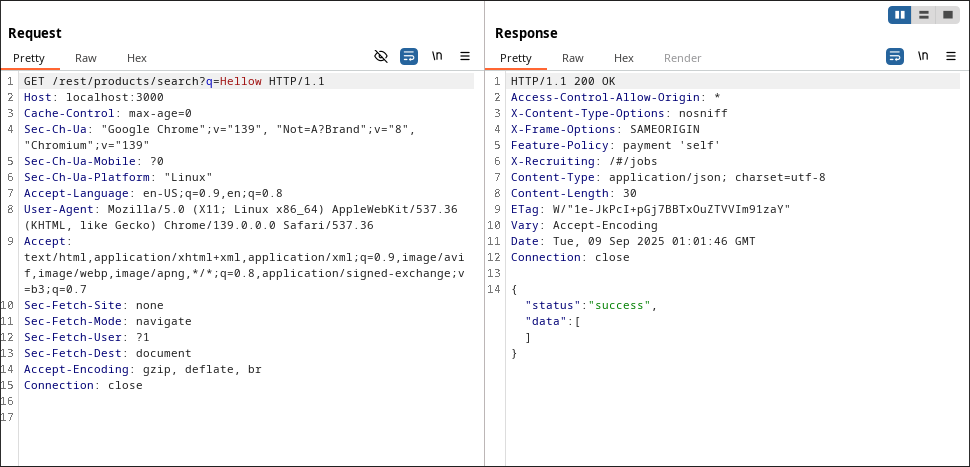 Request
Pretty Raw Hex \n
1 GET /rest/products/search?q=Hellow HTTP/1.1
2 Host: localhost:3000
3 Cache-Control: max-age=0
4 Sec-Ch-Ua: "Google Chrome";v="139", "Not=A?Brand";v="8",
"Chromium";v="139"
5 Sec-Ch-Ua-Mobile: ?0
6 Sec-Ch-Ua-Platform: "Linux"
7 Accept-Language: en-US;q=0.9,en;q=0.8
8 User-Agent: Mozilla/5.0 (X11; Linux x86_64) AppleWebKit/537.36
(KHTML, like Gecko) Chrome/139.0.0.0 Safari/537.36
9 Accept:
text/html,application/xhtml+xml,application/xml;q=0.9,image/avi
f,image/webp,image/apng,*/*;q=0.8,application/signed-exchange;v
=b3;q=0.7
10 Sec-Fetch-Site: none
11 Sec-Fetch-Mode: navigate
12 Sec-Fetch-User: ?1
13 Sec-Fetch-Dest: document
14 Accept-Encoding: gzip, deflate, br
15 Connection: close
16
17
Response
Pretty Raw Hex Render \n
1 HTTP/1.1 200 OK
2 Access-Control-Allow-Origin: *
3 X-Content-Type-Options: nosniff
4 X-Frame-Options: SAMEORIGIN
5 Feature-Policy: payment 'self'
6 X-Recruiting: /#/jobs
7 Content-Type: application/json; charset=utf-8
8 Content-Length: 30
9 ETag: W/"1e-JkPcI+pGj7BBTxOuZTVVIm91zaY"
10 Vary: Accept-Encoding
11 Date: Tue, 09 Sep 2025 01:01:46 GMT
12 Connection: close
13
14 {
"status":"success",
"data":[
]
}